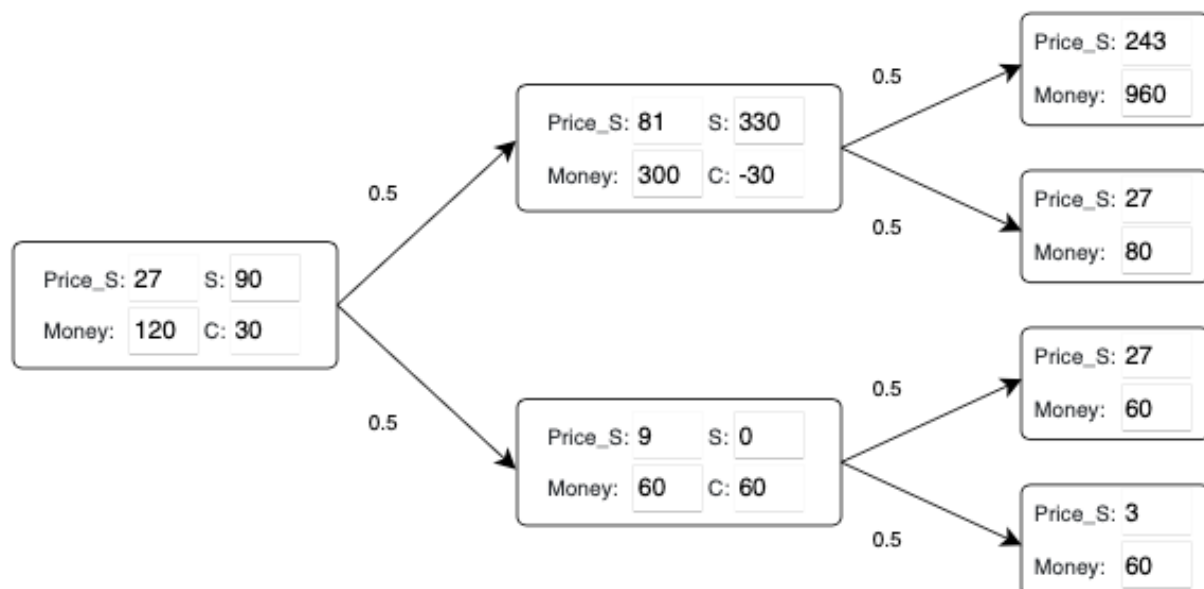 Price_S: 243
Money: 960
0.5
Price_S: 81 S: 330
Money: 300 C: -30
0.5
0.5
Price_S: 27
Money: 80
Price_S: 27 S: 90
Money: 120 C: 30
0.5
Price_S: 9 S: 0
Money: 60 C: 60
0.5
Price_S: 27
Money: 60
0.5
Price_S: 3
Money: 60